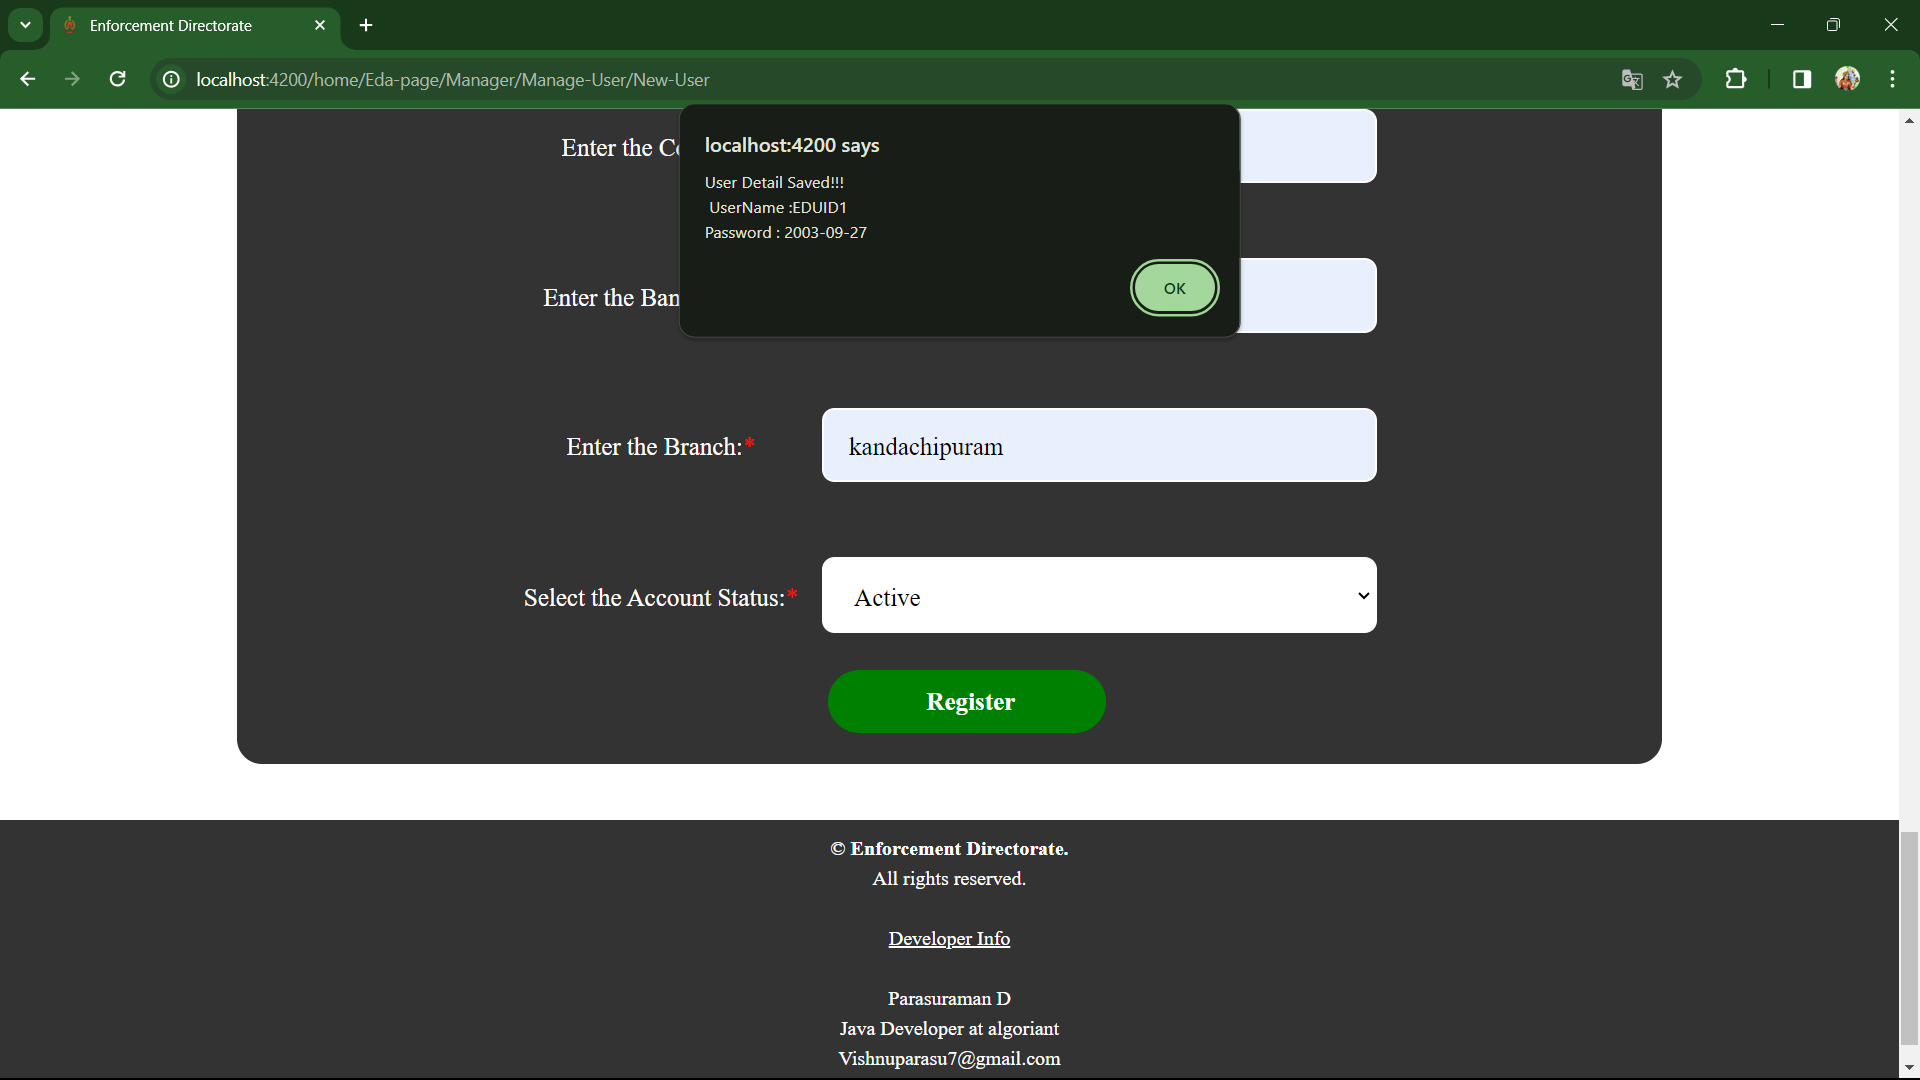 Enforcement Directorate
localhost:4200/home/Eda-page/Manager/Manage-User/New-User
localhost:4200 says
User Detail Saved!!!
UserName :EDUID1
Password : 2003-09-27
OK
Enter the
Enter the
Enter the Branch:*
kandachipuram
Select the Account Status:*
Active
Register
© Enforcement Directorate.
All rights reserved.
Developer Info
Parasuraman D
Java Developer at algoriant
Vishnuparasu7@gmail.com